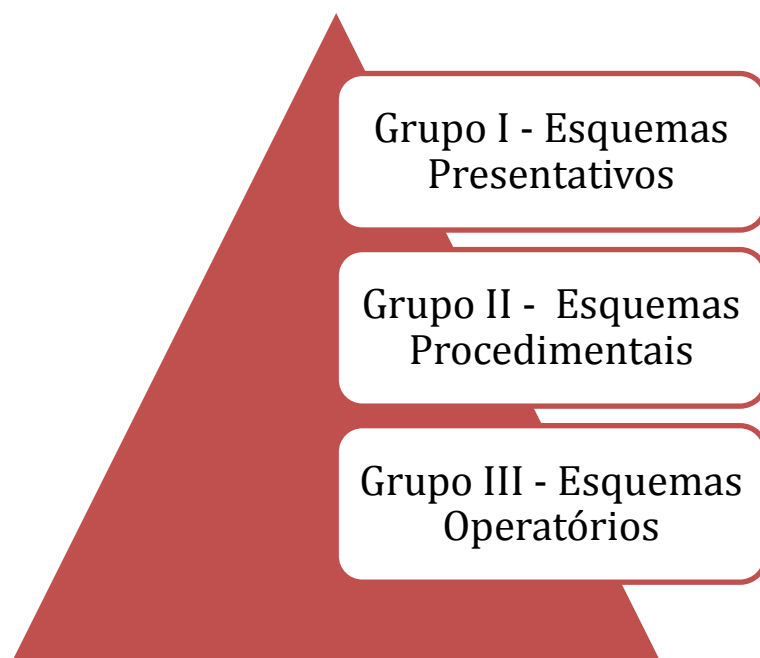 Grupo I - Esquemas
Presentativos
Grupo II -  Esquemas
Procedimentais
Grupo III - Esquemas
Operatórios